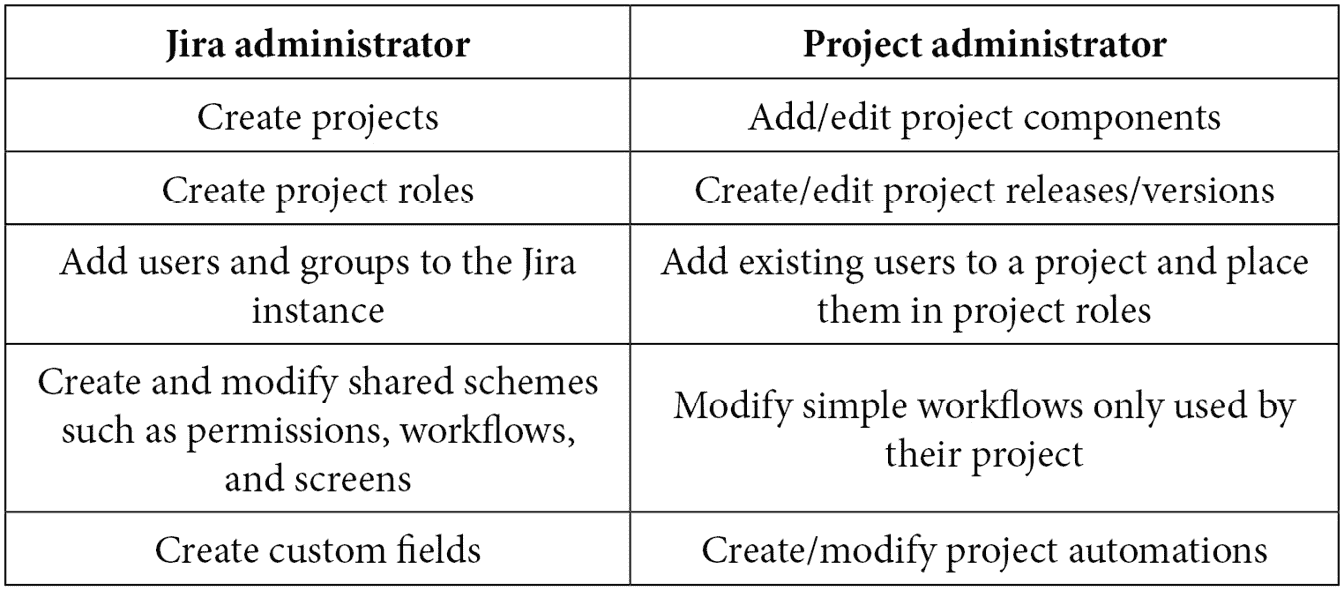 Jira administrator
Project administrator
Create projects
Add/edit project components
Create project roles
Create/edit project releases/versions
Add users and groups to the Jira
instance
Add existing users to a project and place
them in project roles
Create and modify shared schemes
such as permissions, workflows,
and screens
Modify simple workflows only used by
their project
Create custom fields
Create/modify project automations